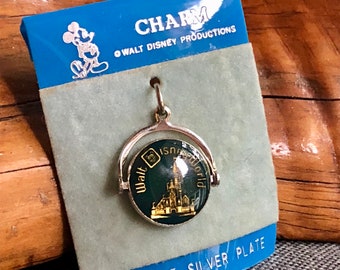 CHARM
©WALT DISNEY PRODUCTIONS
Walt Disney World
SILVER PLATE